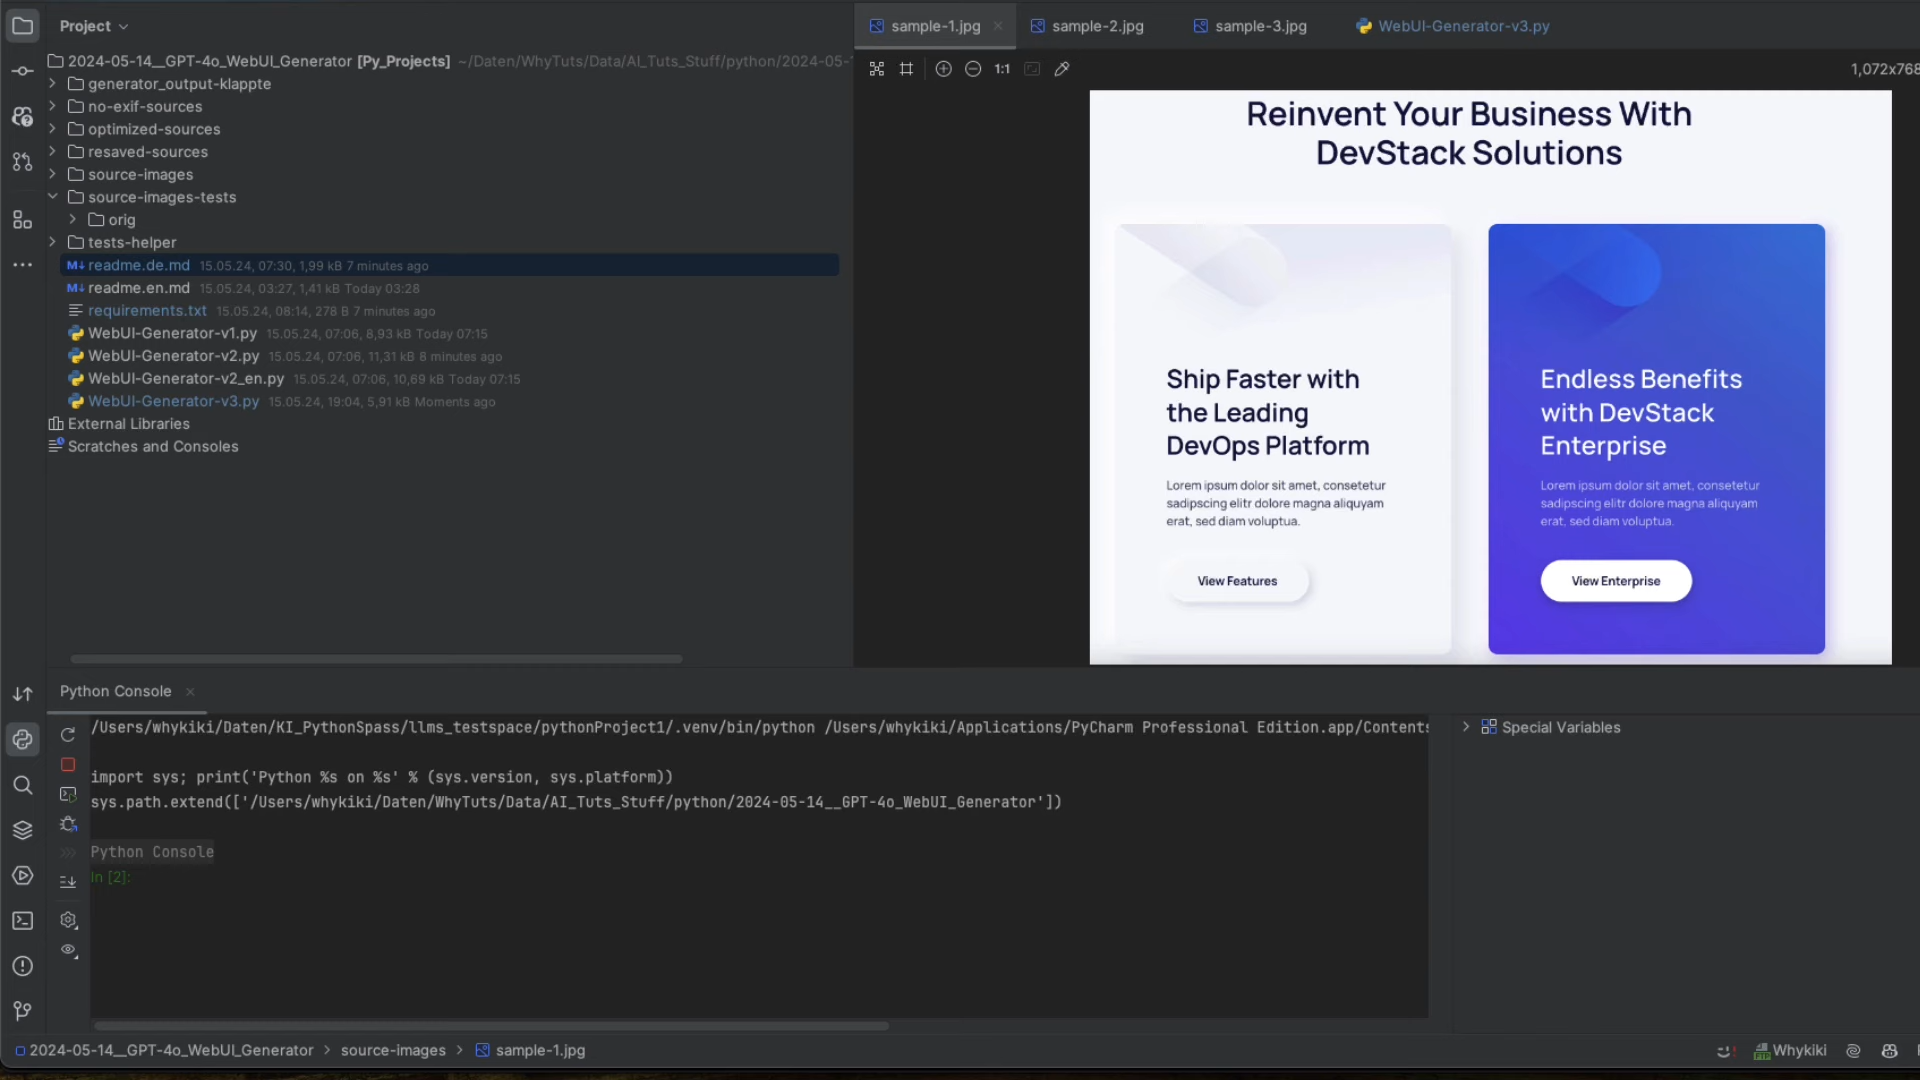 Project
2024-05-14__GPT-4o_WebUI_Generator [Py_Projects] ~/Daten/WhyTuts/Data/AI_Tuts_Stuff/python/2024-05-
generator_output-klappte
no-exif-sources
optimized-sources
resaved-sources
source-images
source-images-tests
orig
tests-helper
readme.de.md 15.05.24, 07:30, 1,99 kB 7 minutes ago
readme.en.md 15.05.24, 03:27, 1,41 kB Today 03:28
requirements.txt 15.05.24, 08:14, 278 B 7 minutes ago
WebUI-Generator-v1.py 15.05.24, 07:06, 8,93 kB Today 07:15
WebUI-Generator-v2.py 15.05.24, 07:06, 11,31 kB 8 minutes ago
WebUI-Generator-v2_en.py 15.05.24, 07:06, 10,69 kB Today 07:15
WebUI-Generator-v3.py 15.05.24, 19:04, 5,91 kB Moments ago
External Libraries
Scratches and Consoles
sample-1.jpg
sample-2.jpg
sample-3.jpg
WebUI-Generator-v3.py
1:1
1,072x768
Reinvent Your Business With
DevStack Solutions
Ship Faster with
the Leading
DevOps Platform
Lorem ipsum dolor sit amet, consetetur
sadipscing elitr dolore magna aliquyam
erat, sed diam voluptua.
View Features
Endless Benefits
with DevStack
Enterprise
Lorem ipsum dolor sit amet, consetetur
sadipscing elitr dolore magna aliquyam
erat, sed diam voluptua.
View Enterprise
Python Console
/Users/whykiki/Daten/KI_PythonSpass/llms_testspace/pythonProject1/.venv/bin/python /Users/whykiki/Applications/PyCharm Professional Edition.app/Contents
import sys; print('Python %s on %s' % (sys.version, sys.platform))
sys.path.extend(['/Users/whykiki/Daten/WhyTuts/Data/AI_Tuts_Stuff/python/2024-05-14__GPT-4o_WebUI_Generator'])
Python Console
In [2]:
Special Variables
2024-05-14__GPT-4o_WebUI_Generator > source-images > sample-1.jpg
Whykiki